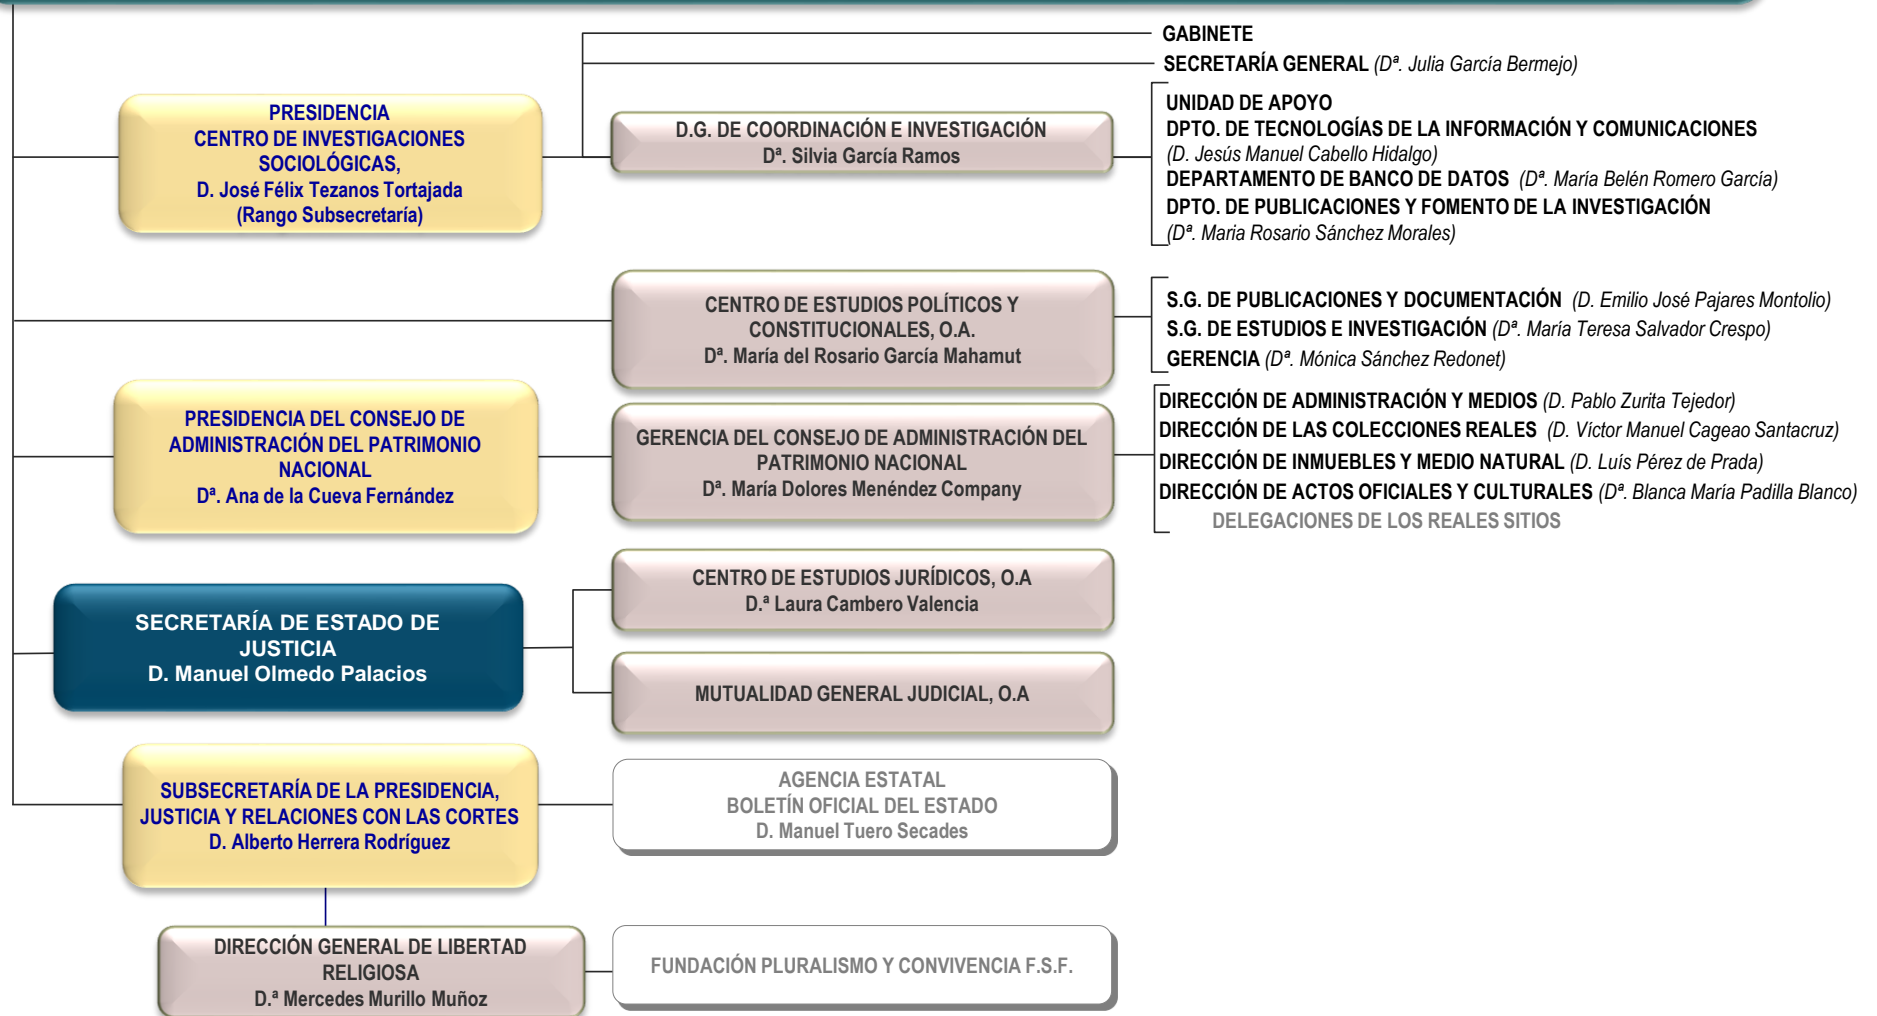 GABINETE
SECRETARÍA GENERAL (Dª. Julia García Bermejo)
PRESIDENCIA
CENTRO DE INVESTIGACIONES
SOCIOLÓGICAS,
D. José Félix Tezanos Tortajada
(Rango Subsecretaría)
D.G. DE COORDINACIÓN E INVESTIGACIÓN
Dª. Silvia García Ramos
UNIDAD DE APOYO
DPTO. DE TECNOLOGÍAS DE LA INFORMACIÓN Y COMUNICACIONES
(D. Jesús Manuel Cabello Hidalgo)
DEPARTAMENTO DE BANCO DE DATOS (Dª. María Belén Romero García)
DPTO. DE PUBLICACIONES Y FOMENTO DE LA INVESTIGACIÓN
(Dª. Maria Rosario Sánchez Morales)
CENTRO DE ESTUDIOS POLÍTICOS Y
CONSTITUCIONALES, O.A.
Dª. María del Rosario García Mahamut
S.G. DE PUBLICACIONES Y DOCUMENTACIÓN (D. Emilio José Pajares Montolio)
S.G. DE ESTUDIOS E INVESTIGACIÓN (Dª. María Teresa Salvador Crespo)
GERENCIA (Dª. Mónica Sánchez Redonet)
PRESIDENCIA DEL CONSEJO DE
ADMINISTRACIÓN DEL PATRIMONIO
NACIONAL
Dª. Ana de la Cueva Fernández
GERENCIA DEL CONSEJO DE ADMINISTRACIÓN DEL
PATRIMONIO NACIONAL
Dª. María Dolores Menéndez Company
DIRECCIÓN DE ADMINISTRACIÓN Y MEDIOS (D. Pablo Zurita Tejedor)
DIRECCIÓN DE LAS COLECCIONES REALES (D. Víctor Manuel Cageao Santacruz)
DIRECCIÓN DE INMUEBLES Y MEDIO NATURAL (D. Luís Pérez de Prada)
DIRECCIÓN DE ACTOS OFICIALES Y CULTURALES (Dª. Blanca María Padilla Blanco)
DELEGACIONES DE LOS REALES SITIOS
SECRETARÍA DE ESTADO DE
JUSTICIA
D. Manuel Olmedo Palacios
CENTRO DE ESTUDIOS JURÍDICOS, O.A
D.ª Laura Cambero Valencia
MUTUALIDAD GENERAL JUDICIAL, O.A
SUBSECRETARÍA DE LA PRESIDENCIA,
JUSTICIA Y RELACIONES CON LAS CORTES
D. Alberto Herrera Rodríguez
AGENCIA ESTATAL
BOLETÍN OFICIAL DEL ESTADO
D. Manuel Tuero Secades
DIRECCIÓN GENERAL DE LIBERTAD
RELIGIOSA
D.ª Mercedes Murillo Muñoz
FUNDACIÓN PLURALISMO Y CONVIVENCIA F.S.F.